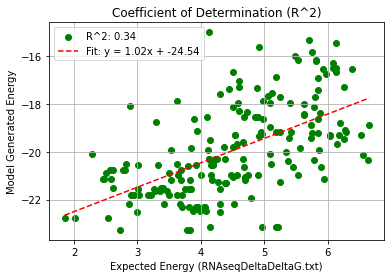 Coefficient of Determination (R^2)
R^2: 0.34
Fit: y = 1.02x + -24.54
Model Generated Energy
−16
−18
−20
−22
2 3 4 5 6
Expected Energy (RNAseqDeltaDeltaG.txt)